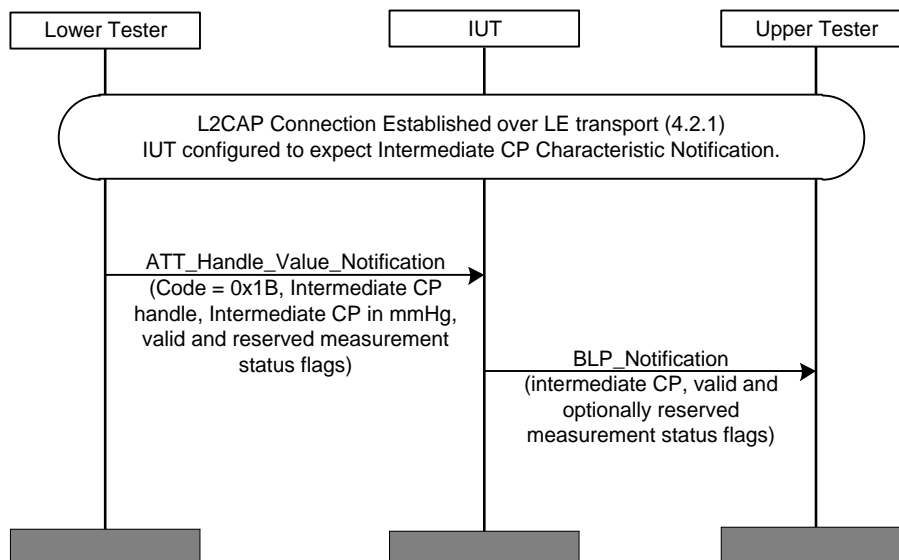 Lower Tester
IUT
Upper Tester
L2CAP Connection Established over LE transport (4.2.1)
IUT configured to expect Intermediate CP Characteristic Notification.
ATT_Handle_Value_Notification
(Code = 0x1B, Intermediate CP
handle, Intermediate CP in mmHg,
valid and reserved measurement
status flags)
BLP_Notification
(intermediate CP, valid and
optionally reserved
measurement status flags)